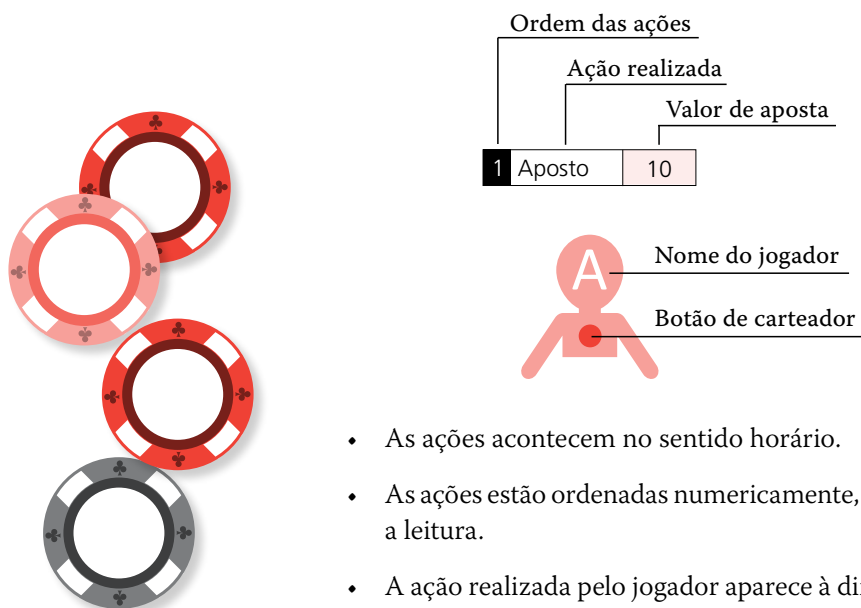 Ordem das ações
Ação realizada
Valor de aposta
1 Aposto 10
A
Nome do jogador
Botão de carteador
• As ações acontecem no sentido horário.
• As ações estão ordenadas numericamente,
a leitura.
• A ação realizada pelo jogador aparece à